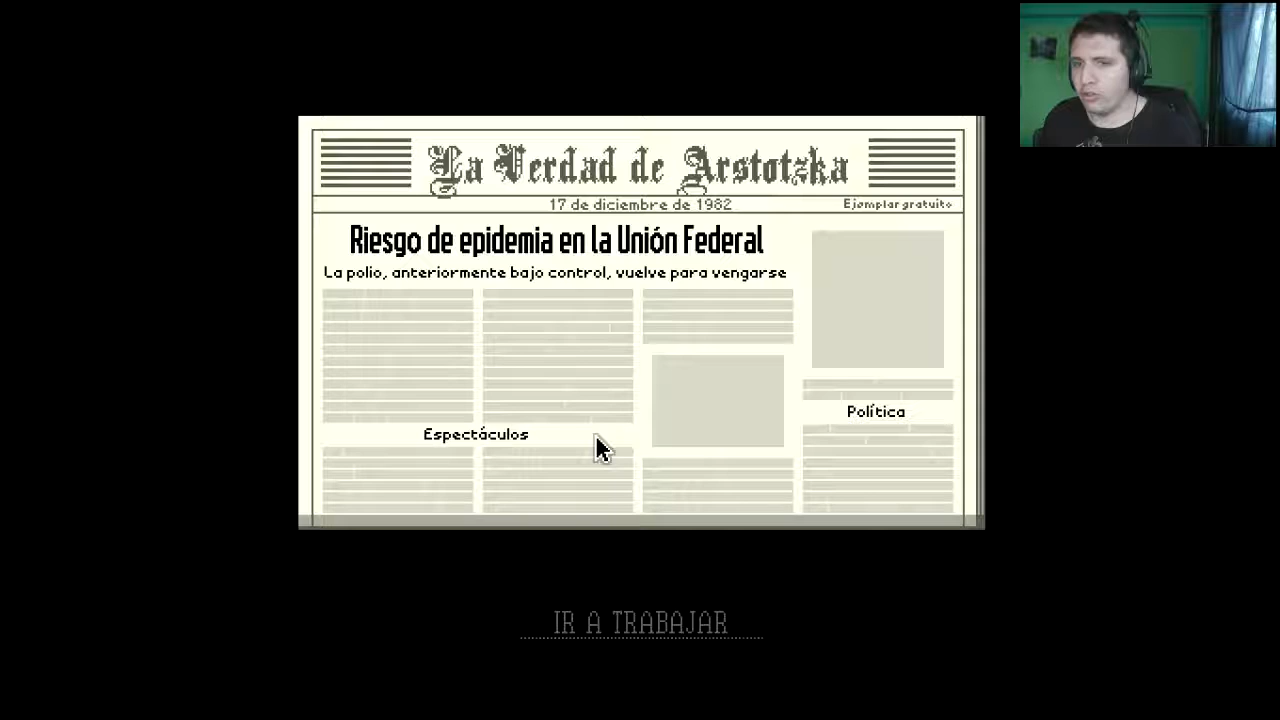 La Verdad de Arstotzka
17 de diciembre de 1982
Ejemplar gratuito
Riesgo de epidemia en la Unión Federal
La polio, anteriormente bajo control, vuelve para vengarse
Política
Espectáculos
IR A TRABAJAR